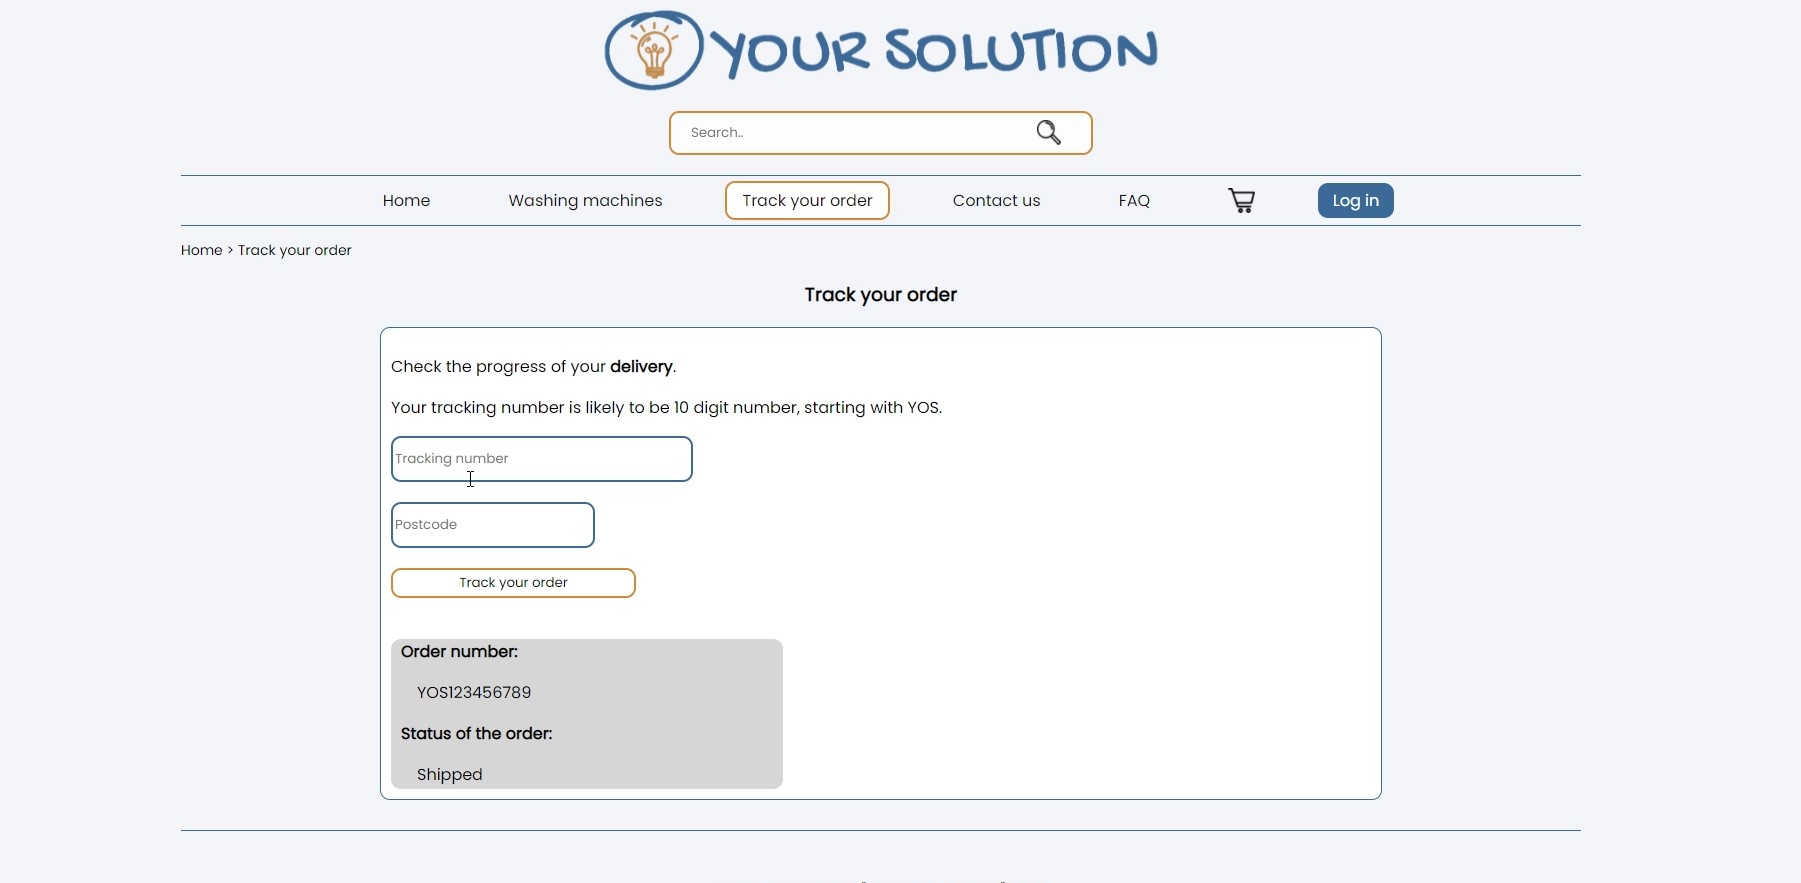 YOUR SOLUTION
Search..
Home Washing machines Track your order Contact us FAQ Log in
Home > Track your order
Track your order
Check the progress of your delivery.
Your tracking number is likely to be 10 digit number, starting with YOS.
Tracking number
Postcode
Track your order
Order number:
YOS123456789
Status of the order:
Shipped